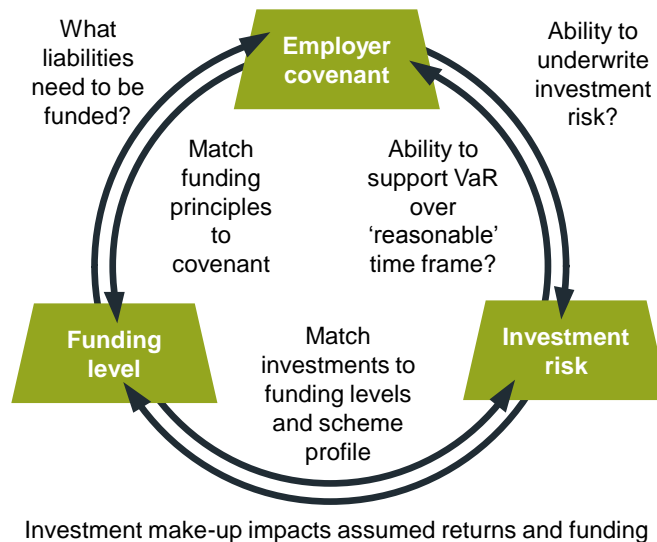 What
liabilities
need to be
funded?
Employer
covenant
Ability to
underwrite
investment
risk?
Match
funding
principles
to
covenant
Ability to
support VaR
over
‘reasonable’
time frame?
Funding
level
Match
investments to
funding levels
and scheme
profile
Investment
risk
Investment make-up impacts assumed returns and funding